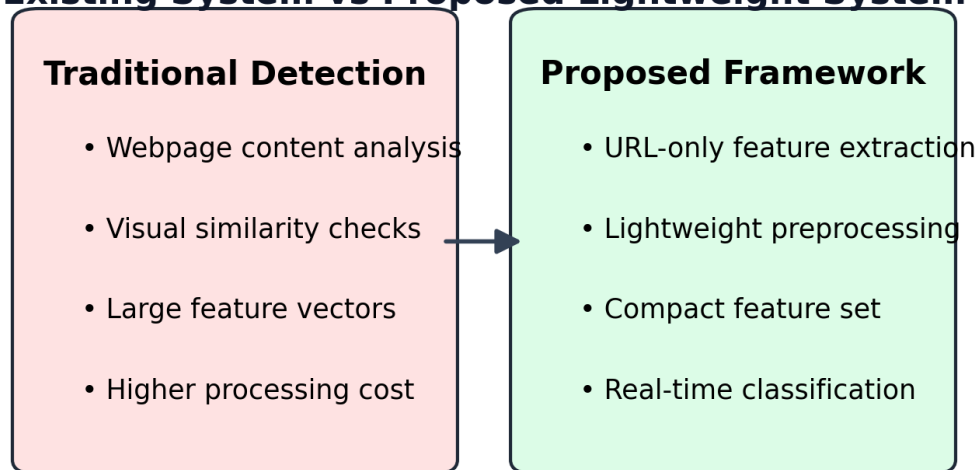 Existing System vs Proposed Lightweight System
Traditional Detection
• Webpage content analysis
• Visual similarity checks
• Large feature vectors
• Higher processing cost
Proposed Framework
• URL-only feature extraction
• Lightweight preprocessing
• Compact feature set
• Real-time classification